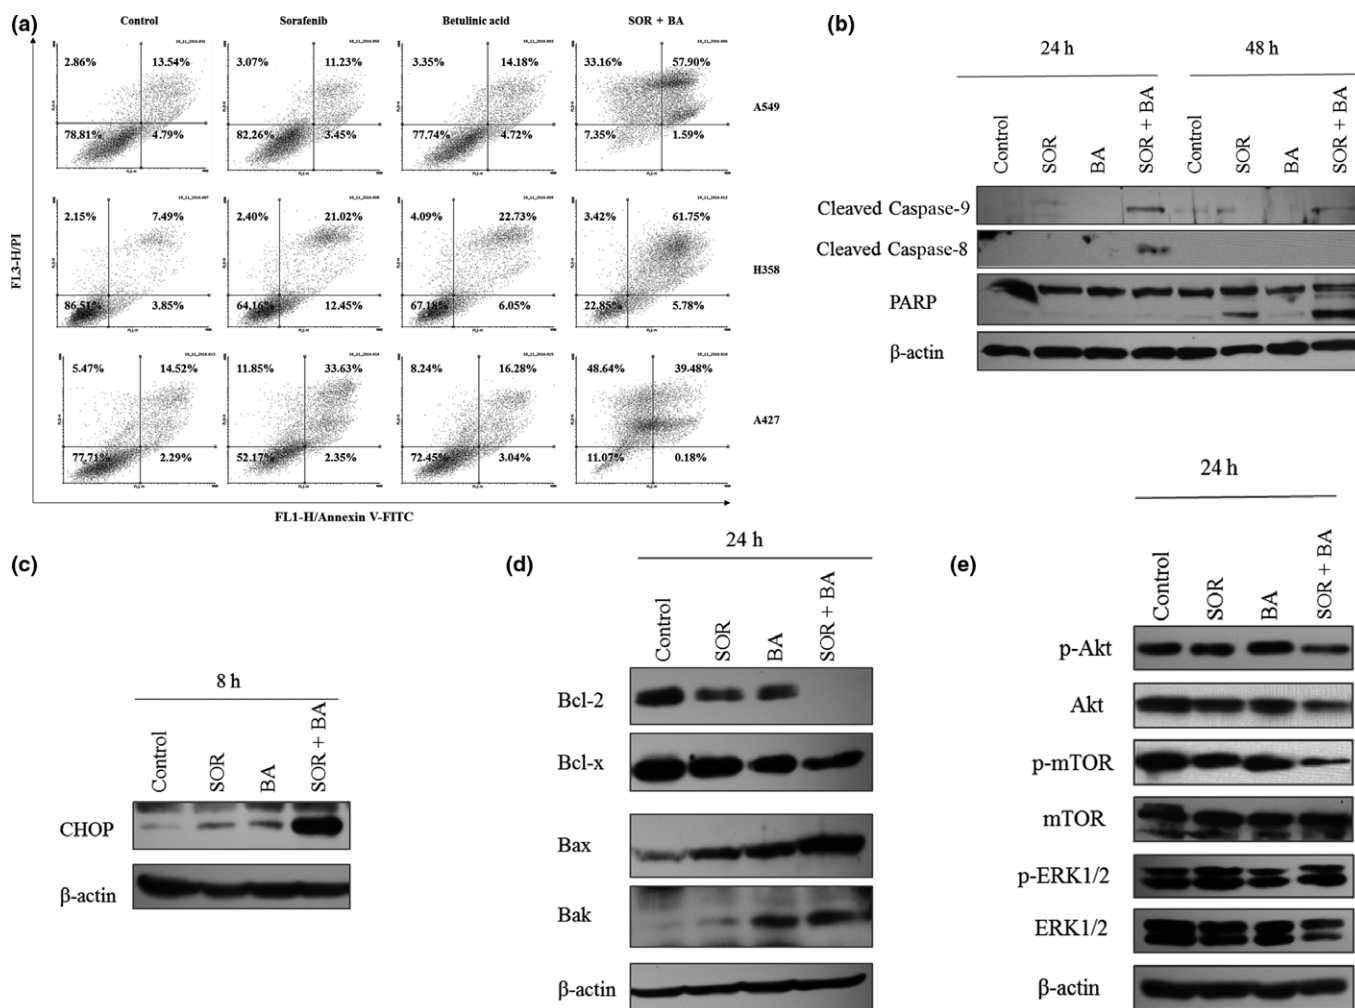 (a)
Control Sorafenib Betulinic acid SOR + BA
2.86% 13.54% 3.07% 11.23% 3.35% 14.18% 33.16% 57.90%
A549
78.81% 4.79% 82.26% 3.45% 77.74% 4.72% 7.35% 1.59%
2.15% 7.49% 2.40% 21.02% 4.09% 22.73% 3.42% 61.75%
H358
86.51% 3.85% 64.16% 12.45% 67.18% 6.05% 22.85% 5.78%
5.47% 14.52% 11.85% 33.63% 8.24% 16.28% 48.64% 39.48%
A427
77.71% 2.29% 52.17% 2.35% 72.45% 3.04% 11.07% 0.18%
FL3-H/PI
FL1-H/Annexin V-FITC
(b)
24 h 48 h
Control SOR BA SOR + BA Control SOR BA SOR + BA
Cleaved Caspase-9
Cleaved Caspase-8
PARP
β-actin
(c)
8 h
Control SOR BA SOR + BA
CHOP
β-actin
(d)
24 h
Control SOR BA SOR + BA
Bcl-2
Bcl-x
Bax
Bak
β-actin
(e)
24 h
Control SOR BA SOR + BA
p-Akt
Akt
p-mTOR
mTOR
p-ERK1/2
ERK1/2
β-actin